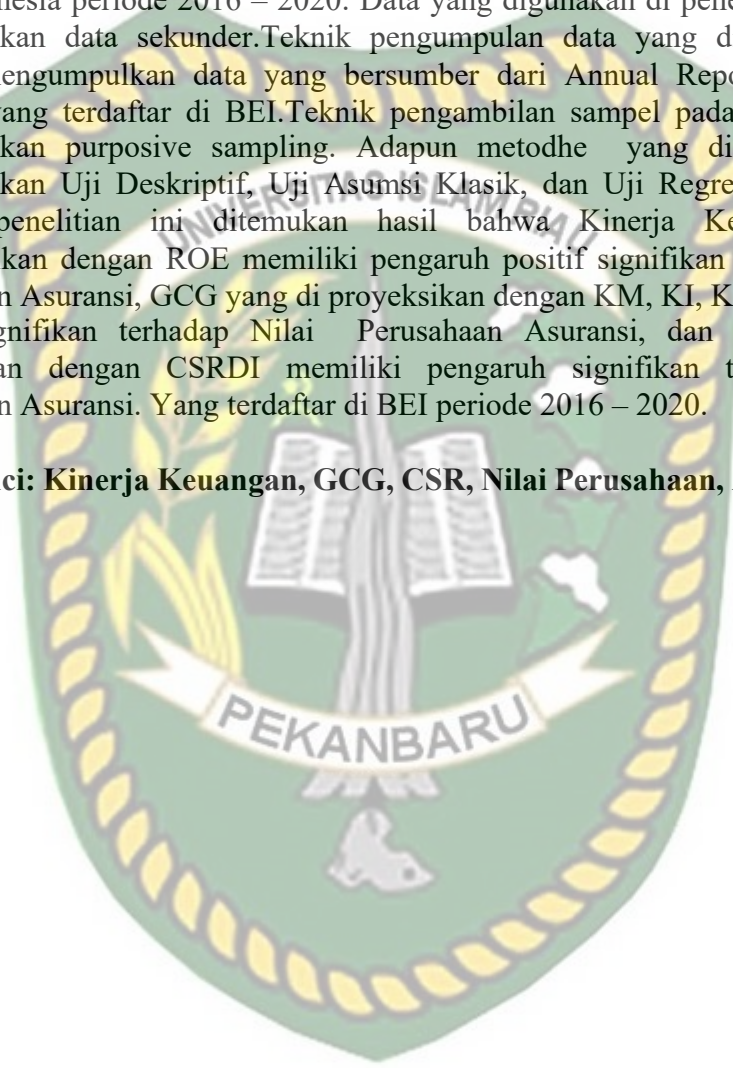 nesia periode 2016 – 2020. Data yang digunakan di pene
kan data sekunder.Teknik pengumpulan data yang d
engumpulkan data yang bersumber dari Annual Repo
yang terdaftar di BEI.Teknik pengambilan sampel pada
kan purposive sampling. Adapun metodhe yang di
kan Uji Deskriptif, Uji Asumsi Klasik, dan Uji Regre
penelitian ini ditemukan hasil bahwa Kinerja Ke
kan dengan ROE memiliki pengaruh positif signifikan
n Asuransi, GCG yang di proyeksikan dengan KM, KI, K
gnifikan terhadap Nilai Perusahaan Asuransi, dan
an dengan CSRDI memiliki pengaruh signifikan t
n Asuransi. Yang terdaftar di BEI periode 2016 – 2020.
ci: Kinerja Keuangan, GCG, CSR, Nilai Perusahaan,
UNIVERSITAS ISLAM RIAU
PEKANBARU